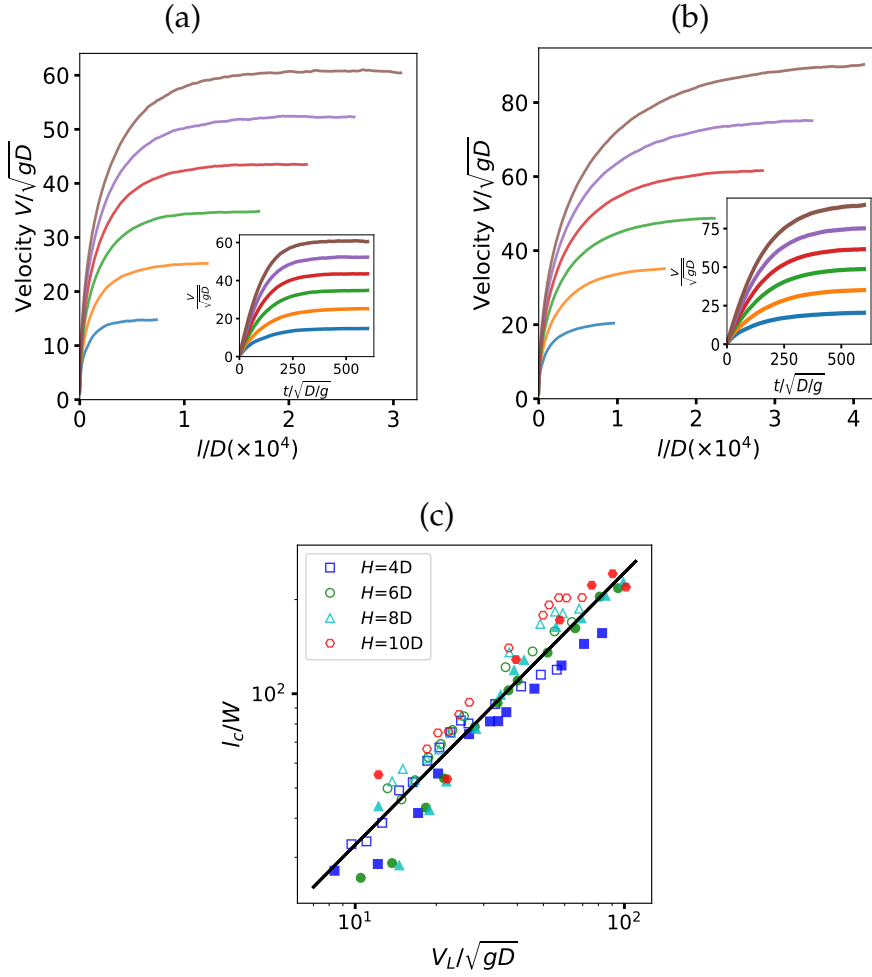 (a)
Velocity V/√gD
60
50
40
30
20
10
0
0
1
2
3
l/D(×10⁴)
V/√gD
60
40
20
0
0
250
500
t/√D/g
(b)
Velocity V/√gD
80
60
40
20
0
0
1
2
3
4
l/D(×10⁴)
V/√gD
75
50
25
0
0
250
500
t/√D/g
(c)
l_c/W
10²
H=4D
H=6D
H=8D
H=10D
10¹
10²
V_L/√gD